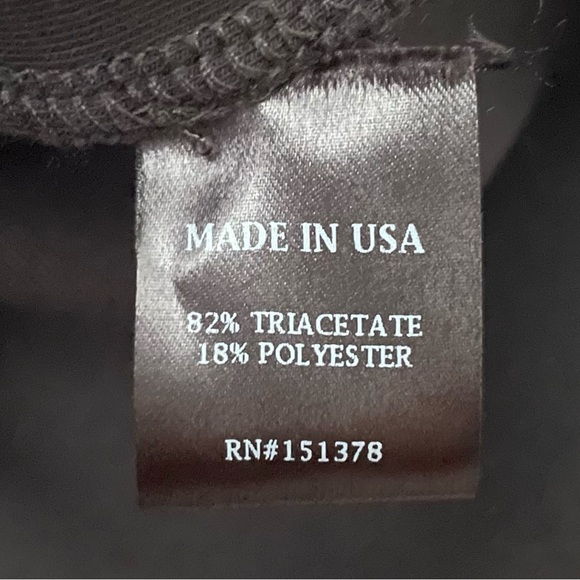 MADE IN USA
82% TRIACETATE
18% POLYESTER
RN#151378